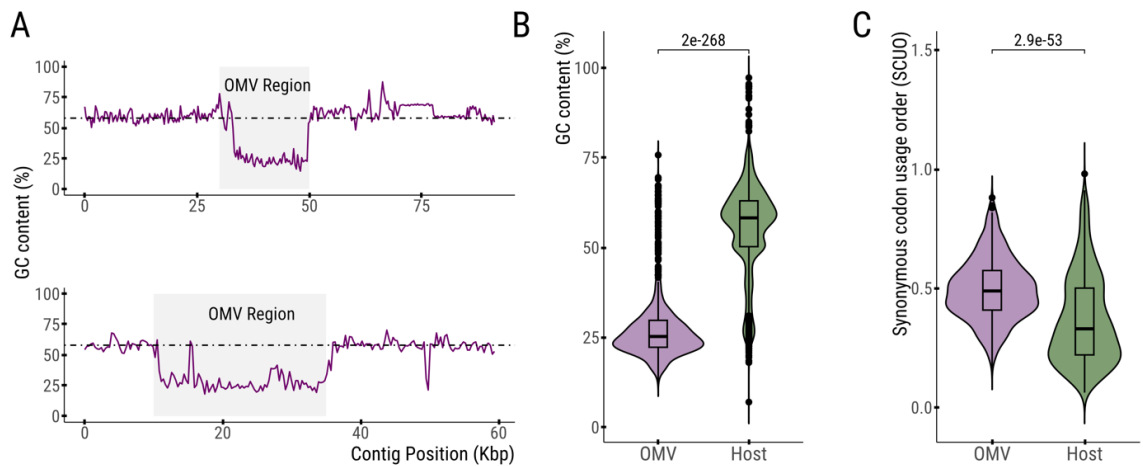 A
GC content (%)
100
75
50
25
0
OMV Region
0
25
50
75
100
75
50
25
0
OMV Region
0
20
40
60
Contig Position (Kbp)
B
GC content (%)
2e-268
100
75
50
25
0
OMV
Host
C
Synonymous codon usage order (SCUO)
2.9e-53
1.5
1.0
0.5
0.0
OMV
Host